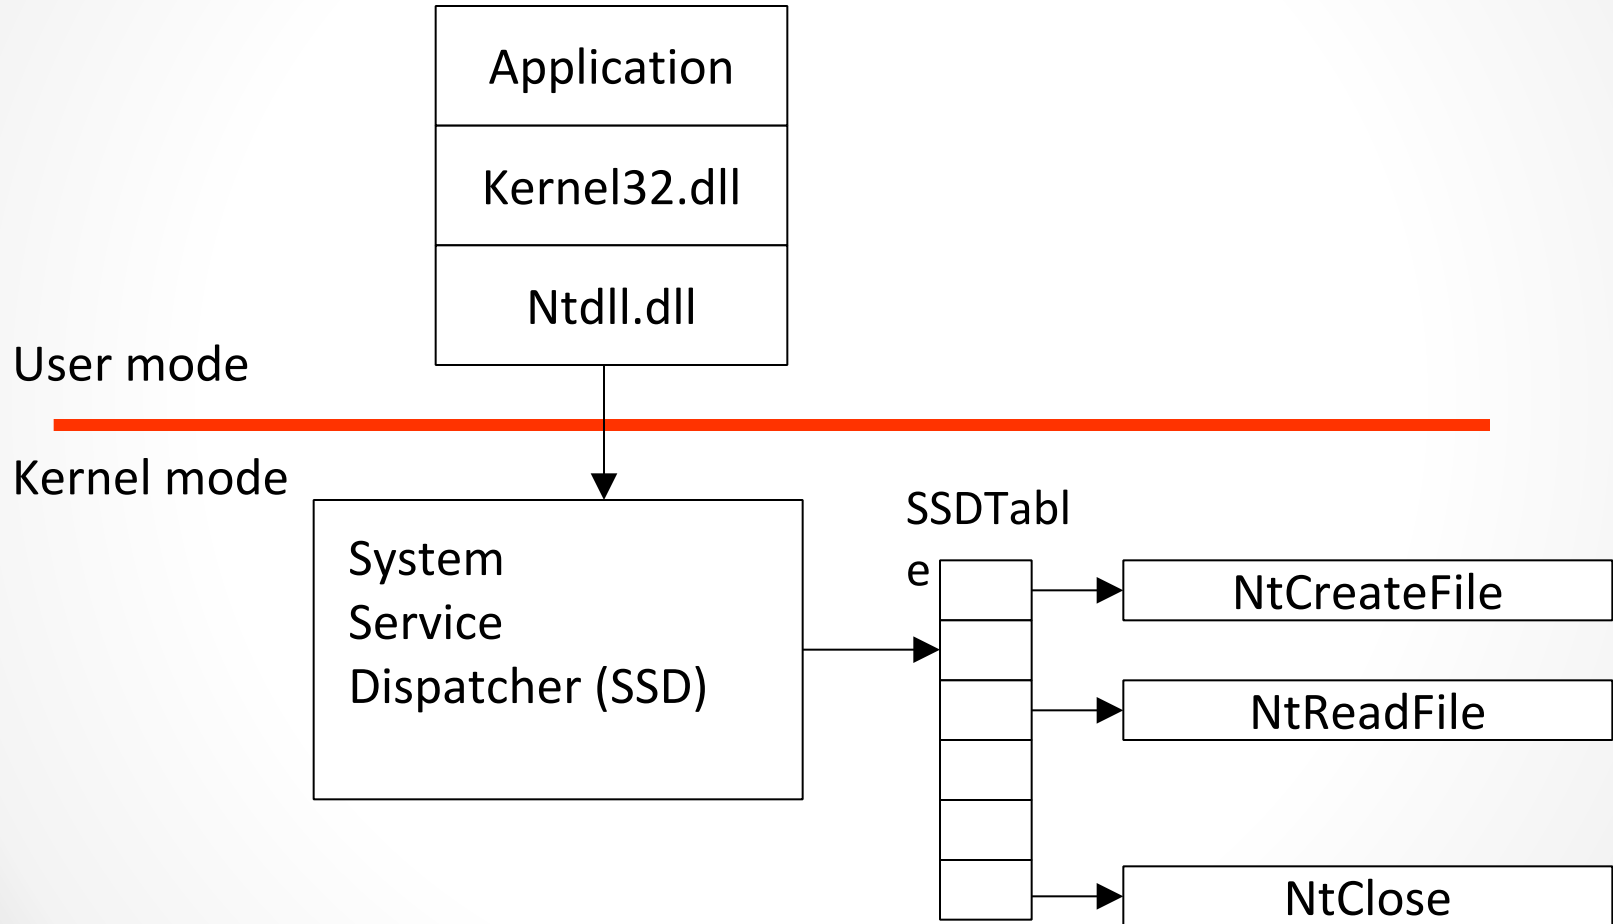 Application
Kernel32.dll
Ntdll.dll
User mode
Kernel mode
System
Service
Dispatcher (SSD)
SSDTabl
e
NtCreateFile
NtReadFile
NtClose